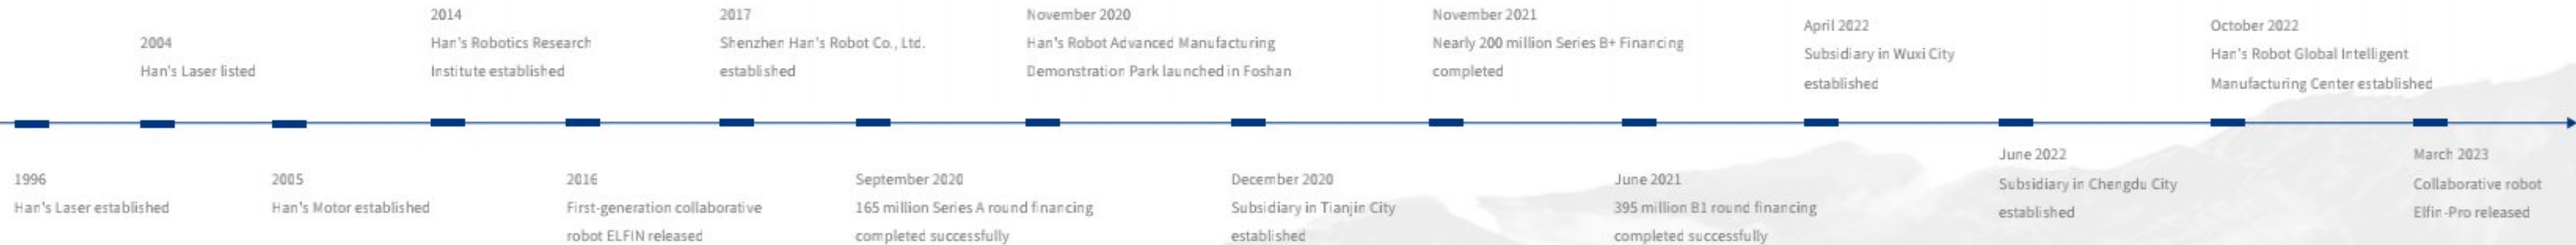 2004
Han's Laser listed
2014
Han's Robotics Research
Institute established
2017
Shenzhen Han's Robot Co., Ltd.
established
November 2020
Han's Robot Advanced Manufacturing
Demonstration Park launched in Foshan
November 2021
Nearly 200 million Series B+ Financing
completed
April 2022
Subsidiary in Wuxi City
established
October 2022
Han's Robot Global Intelligent
Manufacturing Center established
1996
Han's Laser established
2005
Han's Motor established
2016
First-generation collaborative
robot ELFIN released
September 2020
165 million Series A round financing
completed successfully
December 2020
Subsidiary in Tianjin City
established
June 2021
395 million B1 round financing
completed successfully
June 2022
Subsidiary in Chengdu City
established
March 2023
Collaborative robot
Elfin-Pro released